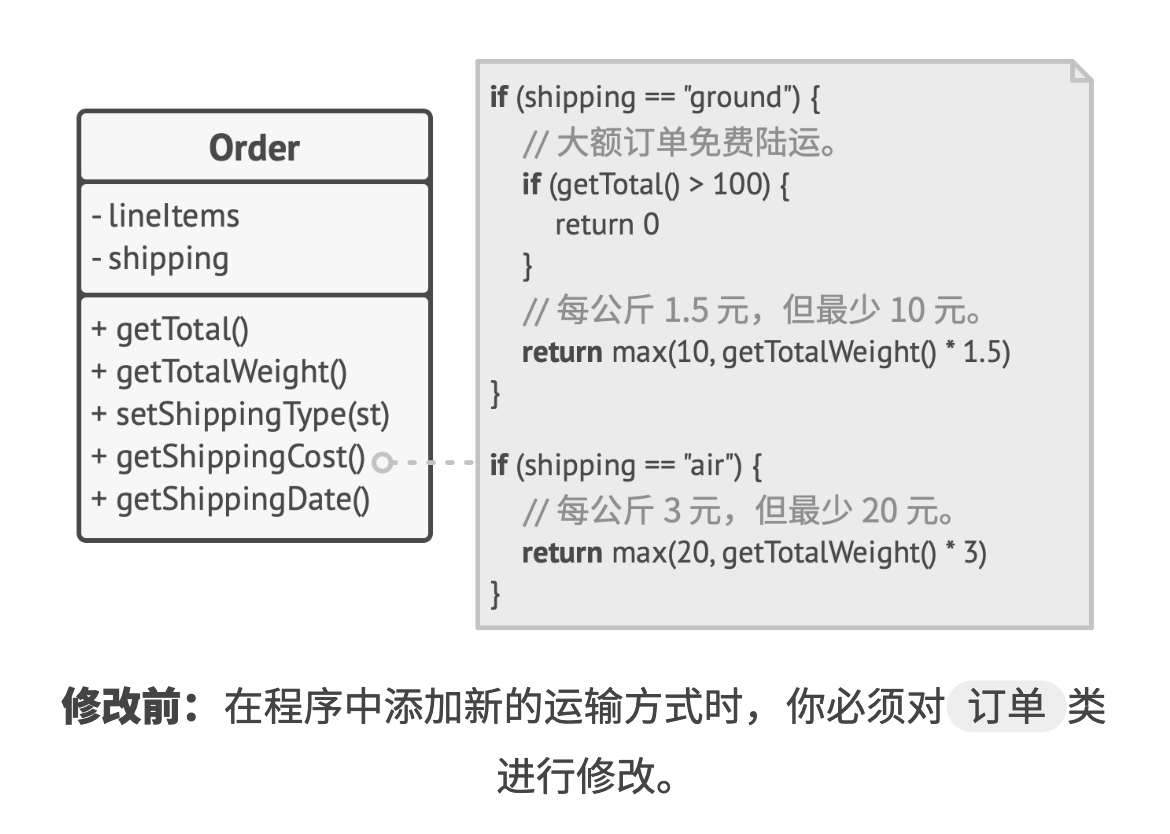 Order
- lineItems
- shipping
+ getTotal()
+ getTotalWeight()
+ setShippingType(st)
+ getShippingCost()
+ getShippingDate()
if (shipping == "ground") {
// 大额订单免费陆运。
if (getTotal() > 100) {
return 0
}
// 每公斤 1.5 元，但最少 10 元。
return max(10, getTotalWeight() * 1.5)
}
if (shipping == "air") {
// 每公斤 3 元，但最少 20 元。
return max(20, getTotalWeight() * 3)
}
修改前：在程序中添加新的运输方式时，你必须对 订单 类
进行修改。